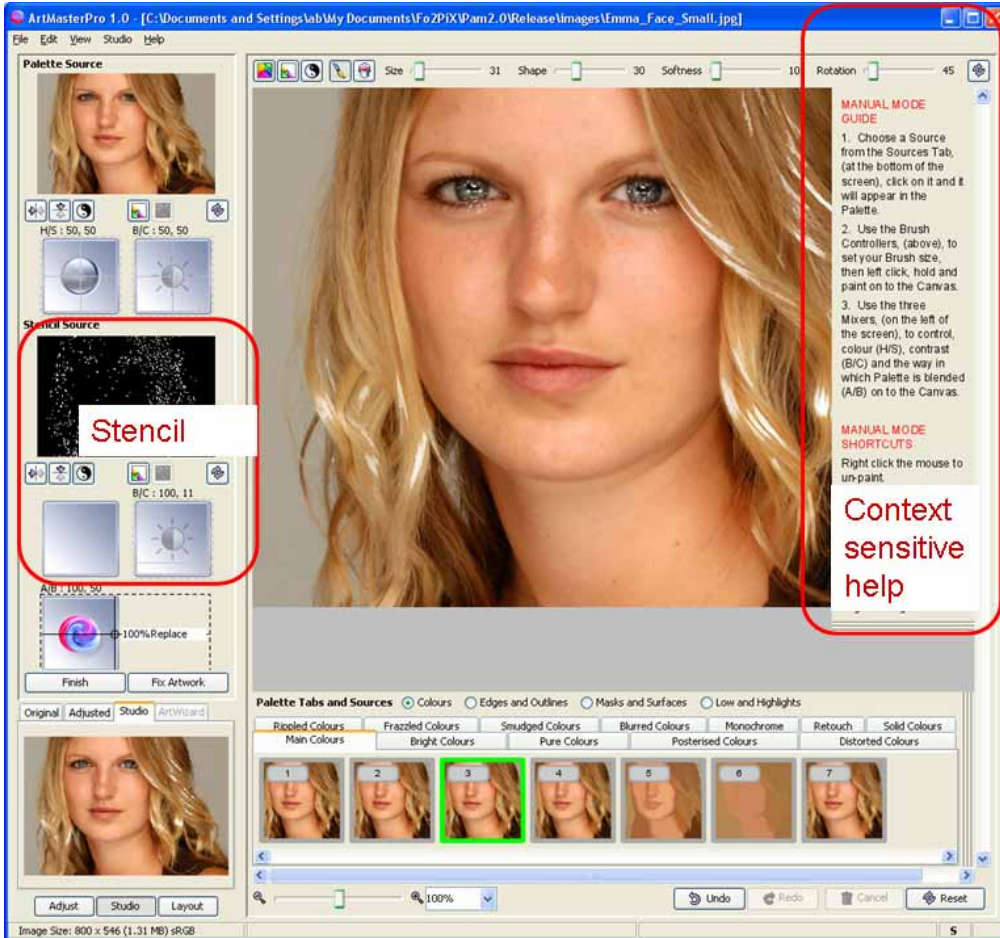 ArtMasterPro 1.0 - [C:\Documents and Settings\ab\My Documents\Fo2PiX\Pam2.0\Release\images\Emma_Face_Small.jpg]
File Edit View Studio Help
Palette Source
Size 31 Shape 30 Softness 10 Rotation 45
H/S : 50, 50 B/C : 50, 50
Stencil Source
Stencil
B/C : 100, 11
A/B : 100, 50
100%Replace
Finish Fix Artwork
Original Adjusted Studio ArtWizard
Adjust Studio Layout
MANUAL MODE
GUIDE
1. Choose a Source
from the Sources Tab,
(at the bottom of the
screen), click on it and it
will appear in the
Palette.
2. Use the Brush
Controllers, (above), to
set your Brush size,
then left click, hold and
paint on to the Canvas.
3. Use the three
Mixers, (on the left of
the screen), to control,
colour (H/S), contrast
(B/C) and the way in
which Palette is blended
(A/B) on to the Canvas.
MANUAL MODE
SHORTCUTS
Right click the mouse to
un-paint.
Context
sensitive
help
Palette Tabs and Sources Colours Edges and Outlines Masks and Surfaces Low and Highlights
Rippled Colours Frazzled Colours Smudged Colours Blurred Colours Monochrome Retouch Solid Colours
Main Colours Bright Colours Pure Colours Posterised Colours Distorted Colours
1 2 3 4 5 6 7
100%
Undo Redo Cancel Reset
Image Size: 800 x 546 (1.31 MB) sRGB S